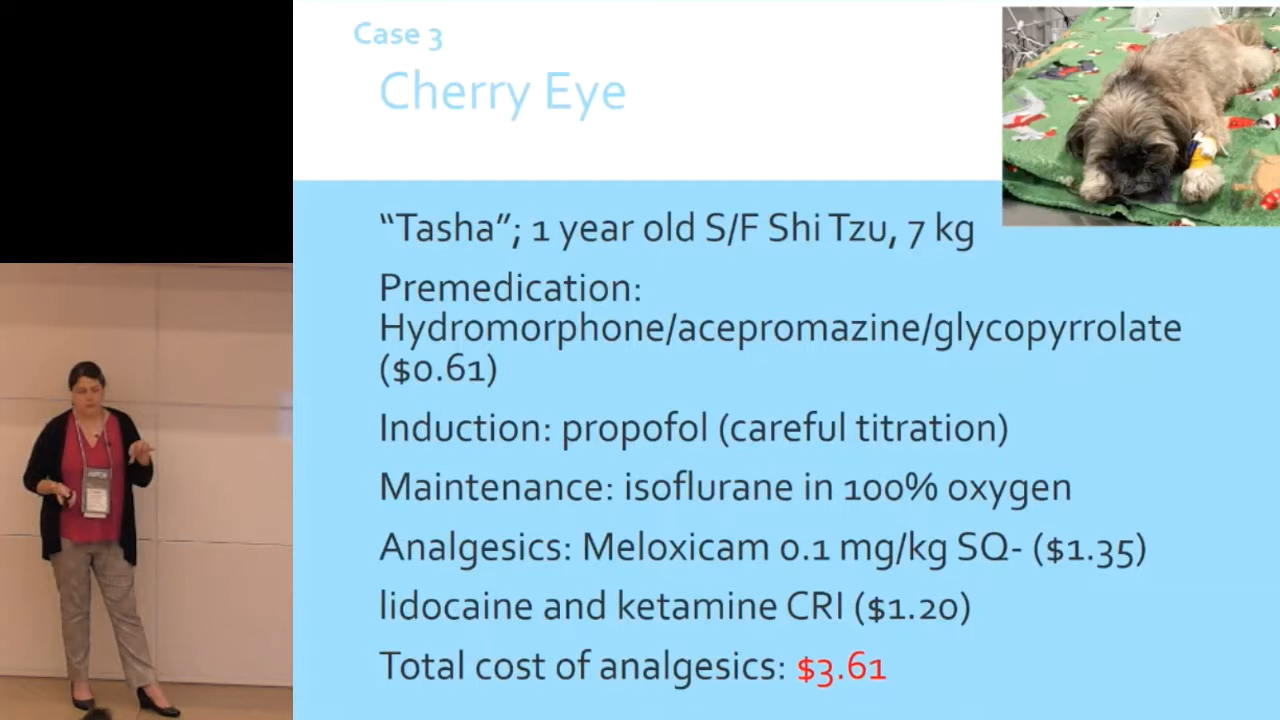 Case 3
Cherry Eye
“Tasha”; 1 year old S/F Shi Tzu, 7 kg
Premedication:
Hydromorphone/acepromazine/glycopyrrolate
($0.61)
Induction: propofol (careful titration)
Maintenance: isoflurane in 100% oxygen
Analgesics: Meloxicam 0.1 mg/kg SQ- ($1.35)
lidocaine and ketamine CRI ($1.20)
Total cost of analgesics: $3.61